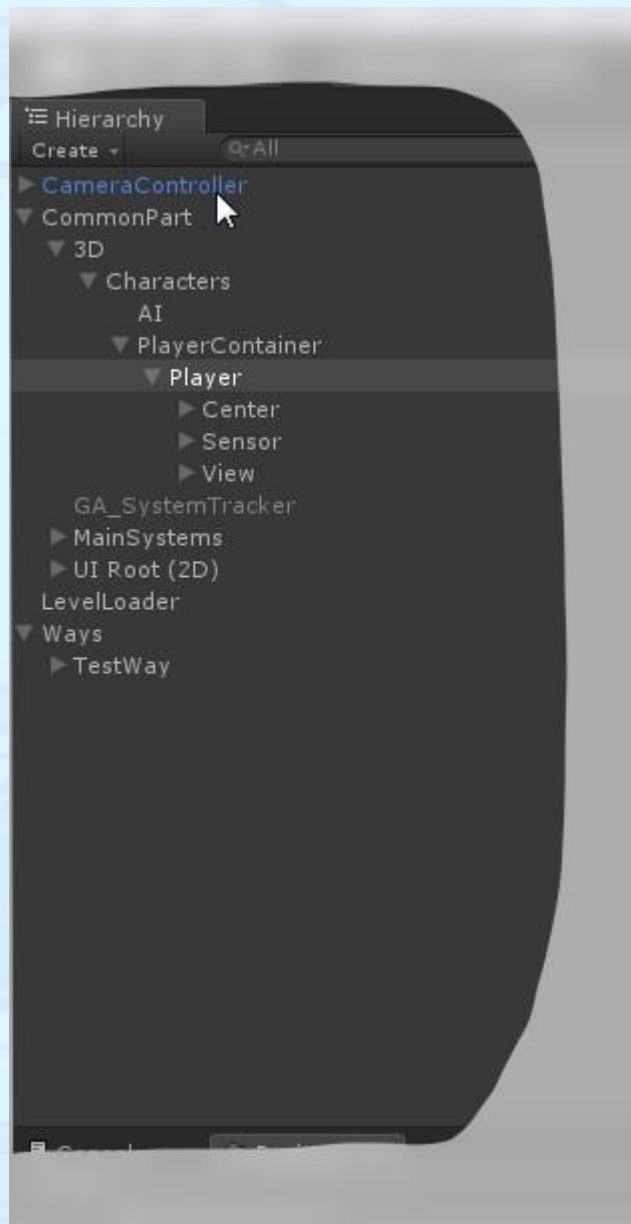 Hierarchy
Create All
CameraController
CommonPart
3D
Characters
AI
PlayerContainer
Player
Center
Sensor
View
GA_SystemTracker
MainSystems
UI Root (2D)
LevelLoader
Ways
TestWay